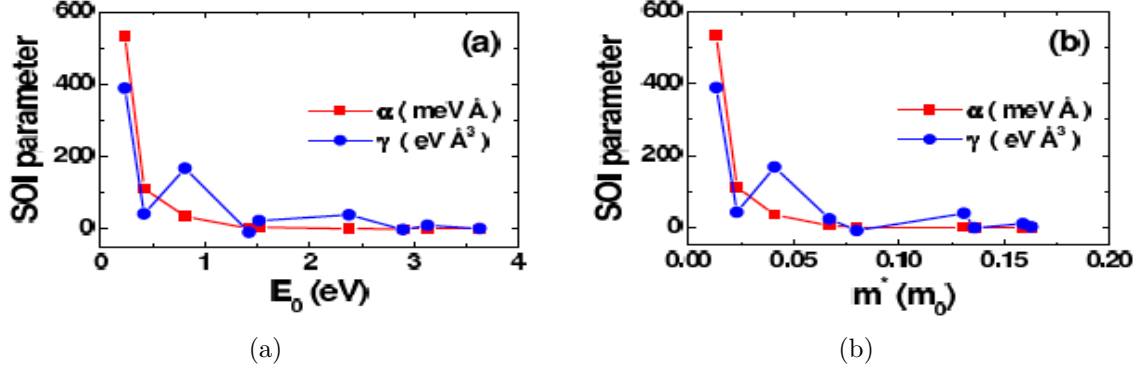 600
400
200
0
SOI parameter
(a)
α ( meV Å )
γ ( eV Å³ )
0 1 2 3 4
E₀ (eV)
(a)
600
400
200
0
SOI parameter
(b)
α ( meV Å )
γ ( eV Å³ )
0.00 0.05 0.10 0.15 0.20
m* (m₀)
(b)